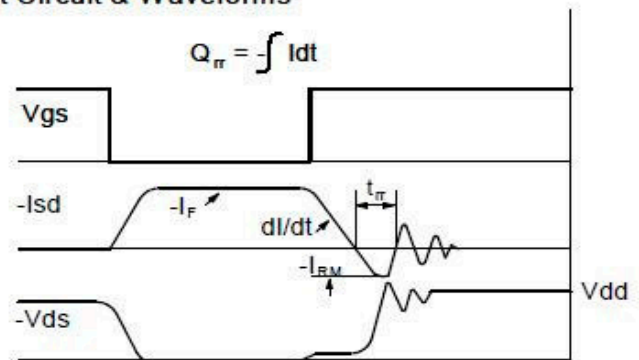 Q_rr = -∫ Idt
Vgs
-Isd
-I_F
t_rr
dI/dt
-I_RM
Vdd
-Vds